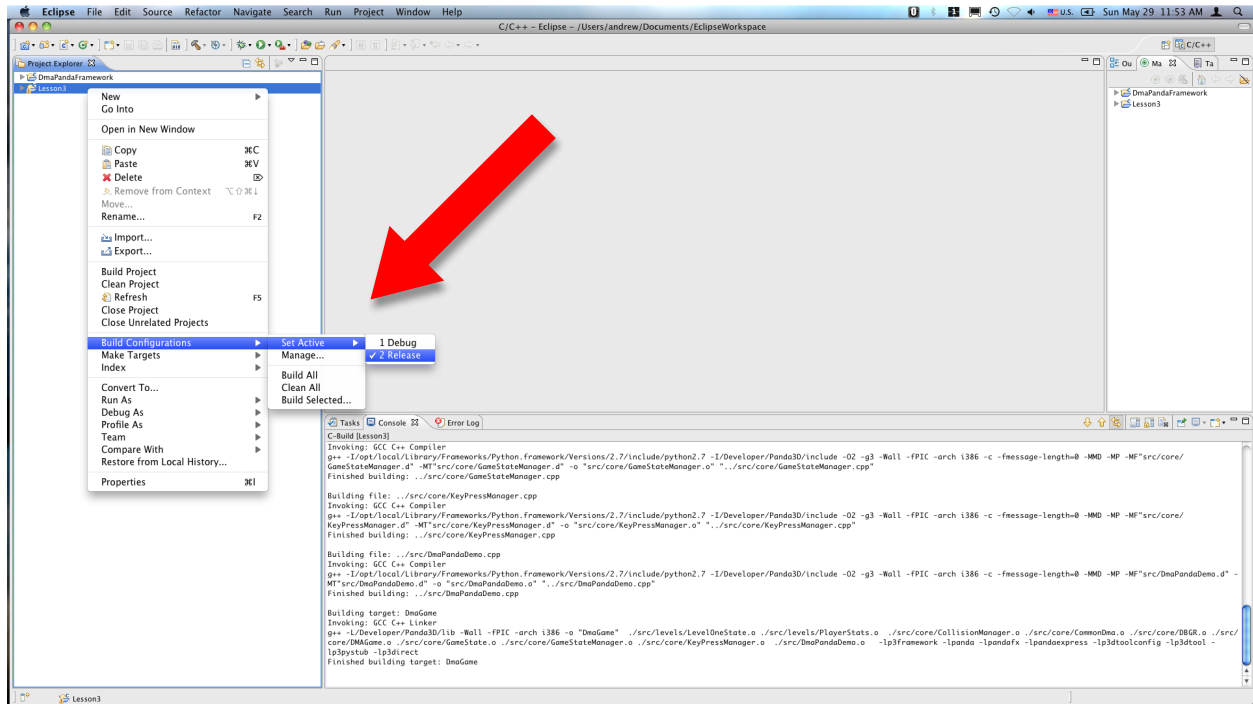 Eclipse File Edit Source Refactor Navigate Search Run Project Window Help
U.S. Sun May 29 11:53 AM
C/C++ - Eclipse - /Users/andrew/Documents/EclipseWorkspace
C/C++
Project Explorer
Ou Ma Ta
DmaPandaFramework
Lesson3
DmaPandaFramework
Lesson3
New
Go Into
Open in New Window
Copy ⌘C
Paste ⌘V
Delete ⌦
Remove from Context ⌥⇧⌘↓
Move...
Rename... F2
Import...
Export...
Build Project
Clean Project
Refresh F5
Close Project
Close Unrelated Projects
Build Configurations
Make Targets
Index
Convert To...
Run As
Debug As
Profile As
Team
Compare With
Restore from Local History...
Properties ⌘I
Set Active
Manage...
Build All
Clean All
Build Selected...
1 Debug
✓ 2 Release
Tasks Console Error Log
C-Build [Lesson3]
Invoking: GCC C++ Compiler
g++ -I/opt/local/Library/Frameworks/Python.framework/Versions/2.7/include/python2.7 -I/Developer/Panda3D/include -O2 -g3 -Wall -fPIC -arch i386 -c -fmessage-length=0 -MMD -MP -MF"src/core/
GameStateManager.d" -MT"src/core/GameStateManager.d" -o "src/core/GameStateManager.o" "../src/core/GameStateManager.cpp"
Finished building: ../src/core/GameStateManager.cpp
Building file: ../src/core/KeyPressManager.cpp
Invoking: GCC C++ Compiler
g++ -I/opt/local/Library/Frameworks/Python.framework/Versions/2.7/include/python2.7 -I/Developer/Panda3D/include -O2 -g3 -Wall -fPIC -arch i386 -c -fmessage-length=0 -MMD -MP -MF"src/core/
KeyPressManager.d" -MT"src/core/KeyPressManager.d" -o "src/core/KeyPressManager.o" "../src/core/KeyPressManager.cpp"
Finished building: ../src/core/KeyPressManager.cpp
Building file: ../src/DmaPandaDemo.cpp
Invoking: GCC C++ Compiler
g++ -I/opt/local/Library/Frameworks/Python.framework/Versions/2.7/include/python2.7 -I/Developer/Panda3D/include -O2 -g3 -Wall -fPIC -arch i386 -c -fmessage-length=0 -MMD -MP -MF"src/DmaPandaDemo.d" -
MT"src/DmaPandaDemo.d" -o "src/DmaPandaDemo.o" "../src/DmaPandaDemo.cpp"
Finished building: ../src/DmaPandaDemo.cpp
Building target: DmaGame
Invoking: GCC C++ Linker
g++ -L/Developer/Panda3D/lib -Wall -fPIC -arch i386 -o "DmaGame" ./src/levels/LevelOneState.o ./src/levels/PlayerStats.o ./src/core/CollisionManager.o ./src/core/CommonDma.o ./src/core/DBGR.o ./src/
core/DMAGame.o ./src/core/GameState.o ./src/core/GameStateManager.o ./src/core/KeyPressManager.o ./src/DmaPandaDemo.o -lp3framework -lpanda -lpandafx -lpandaexpress -lp3dtoolconfig -lp3dtool -
lp3pystub -lp3direct
Finished building target: DmaGame
Lesson3